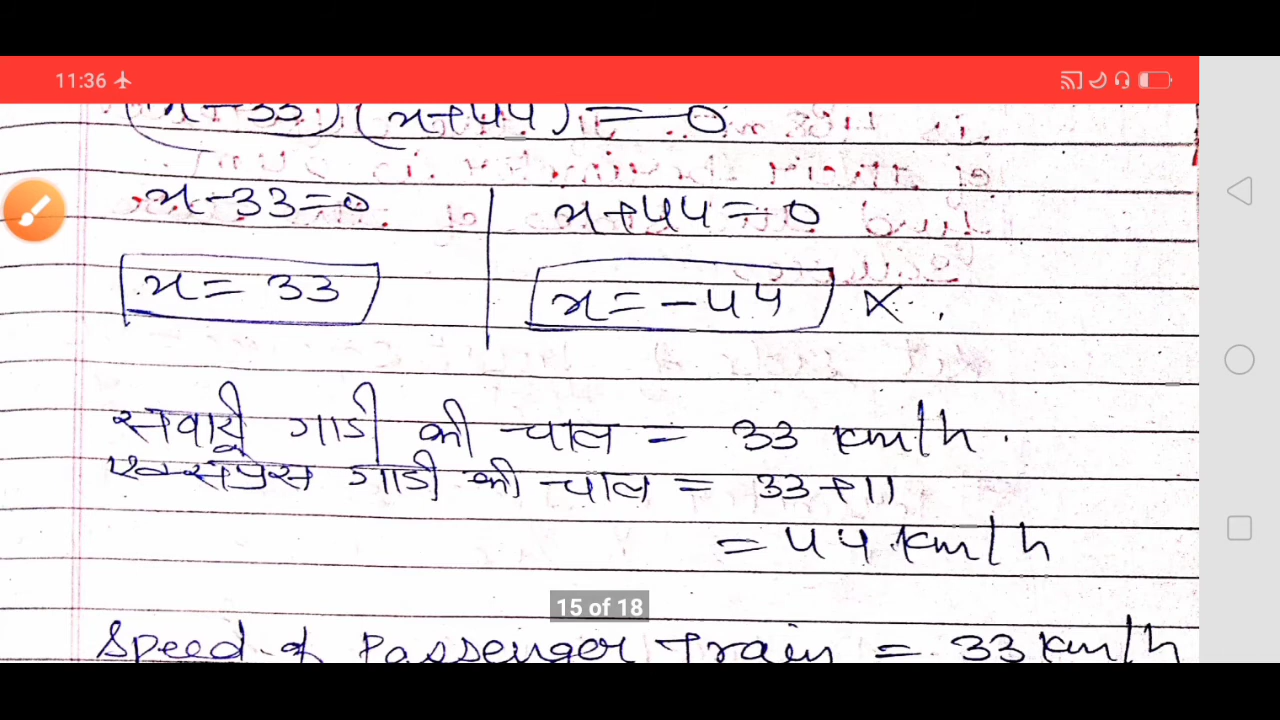 11:36
(x-33)(x+44)=0
x-33=0 x+44=0
x=33 x=-44 ×
सवारी गाडी की चाल = 33 km/h.
एक्सप्रेस गाडी की चाल = 33+11
= 44 km/h
15 of 18
Speed of Passenger train = 33 km/h